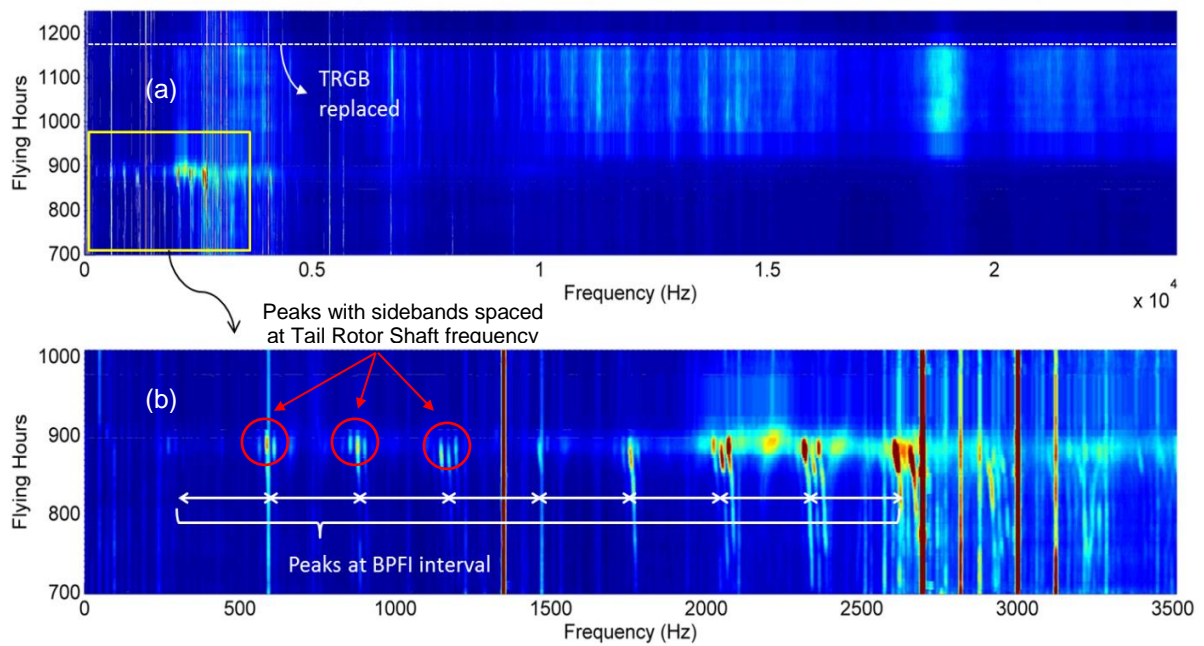 1200
1100
1000
900
800
700
Flying Hours
(a)
TRGB
replaced
0
0.5
1
1.5
2
Frequency (Hz)
x 10⁴
Peaks with sidebands spaced
at Tail Rotor Shaft frequency
1000
900
800
700
Flying Hours
(b)
Peaks at BPFI interval
0
500
1000
1500
2000
2500
3000
3500
Frequency (Hz)